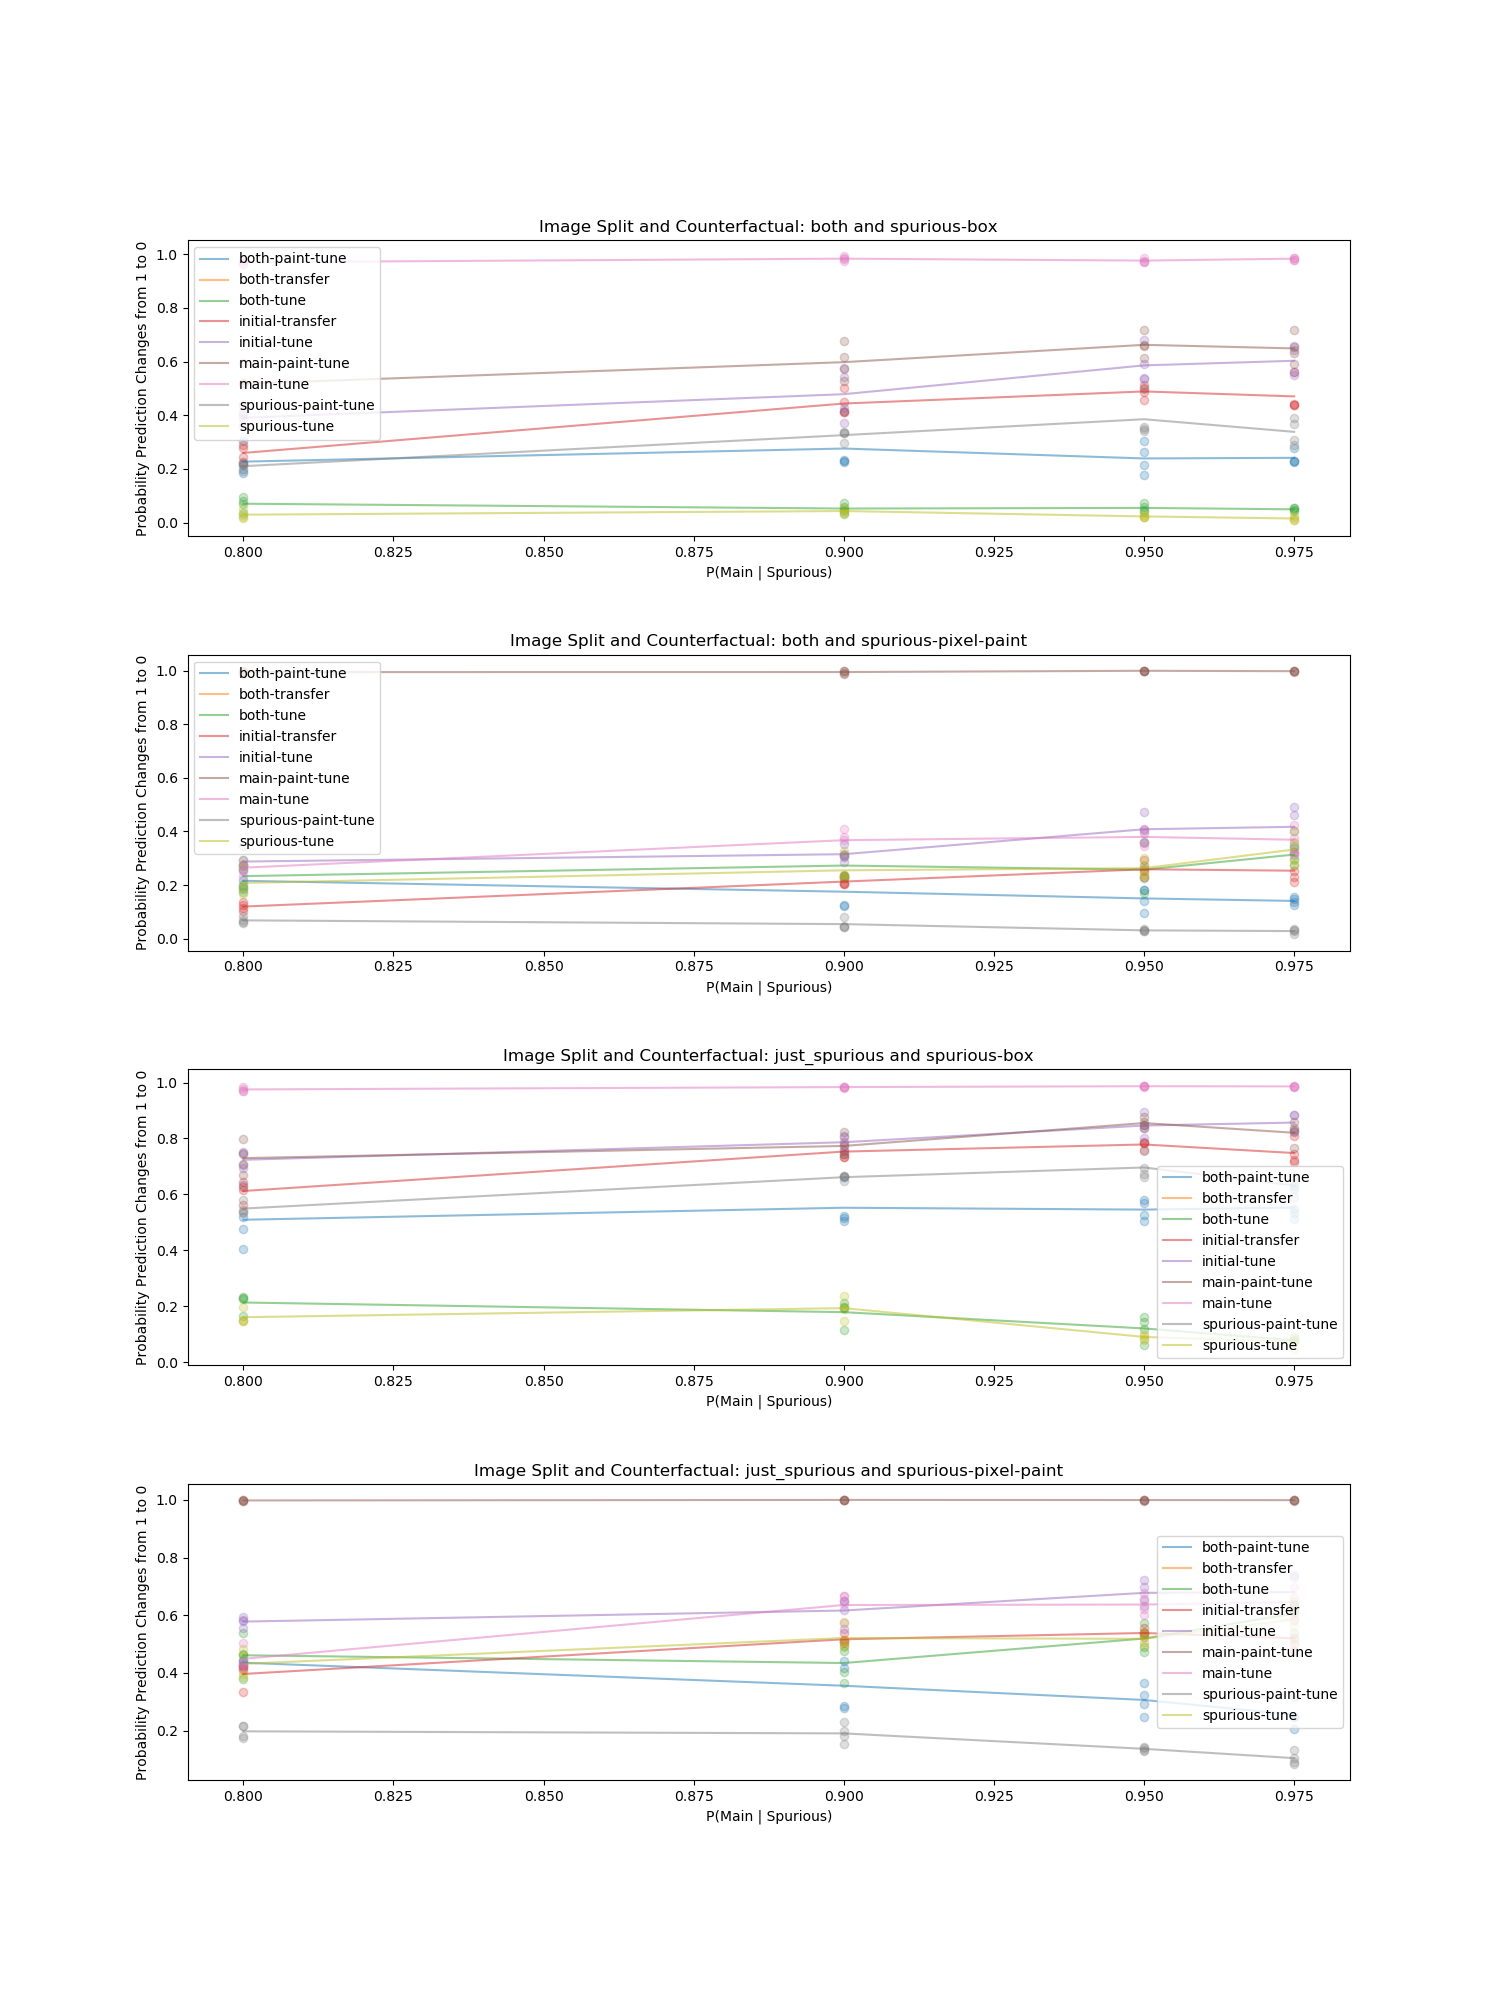 Image Split and Counterfactual: both and spurious-box
Probability Prediction Changes from 1 to 0
1.0
0.8
0.6
0.4
0.2
0.0
both-paint-tune
both-transfer
both-tune
initial-transfer
initial-tune
main-paint-tune
main-tune
spurious-paint-tune
spurious-tune
0.800 0.825 0.850 0.875 0.900 0.925 0.950 0.975
P(Main | Spurious)
Image Split and Counterfactual: both and spurious-pixel-paint
Probability Prediction Changes from 1 to 0
1.0
0.8
0.6
0.4
0.2
0.0
both-paint-tune
both-transfer
both-tune
initial-transfer
initial-tune
main-paint-tune
main-tune
spurious-paint-tune
spurious-tune
0.800 0.825 0.850 0.875 0.900 0.925 0.950 0.975
P(Main | Spurious)
Image Split and Counterfactual: just_spurious and spurious-box
Probability Prediction Changes from 1 to 0
1.0
0.8
0.6
0.4
0.2
0.0
both-paint-tune
both-transfer
both-tune
initial-transfer
initial-tune
main-paint-tune
main-tune
spurious-paint-tune
spurious-tune
0.800 0.825 0.850 0.875 0.900 0.925 0.950 0.975
P(Main | Spurious)
Image Split and Counterfactual: just_spurious and spurious-pixel-paint
Probability Prediction Changes from 1 to 0
1.0
0.8
0.6
0.4
0.2
both-paint-tune
both-transfer
both-tune
initial-transfer
initial-tune
main-paint-tune
main-tune
spurious-paint-tune
spurious-tune
0.800 0.825 0.850 0.875 0.900 0.925 0.950 0.975
P(Main | Spurious)